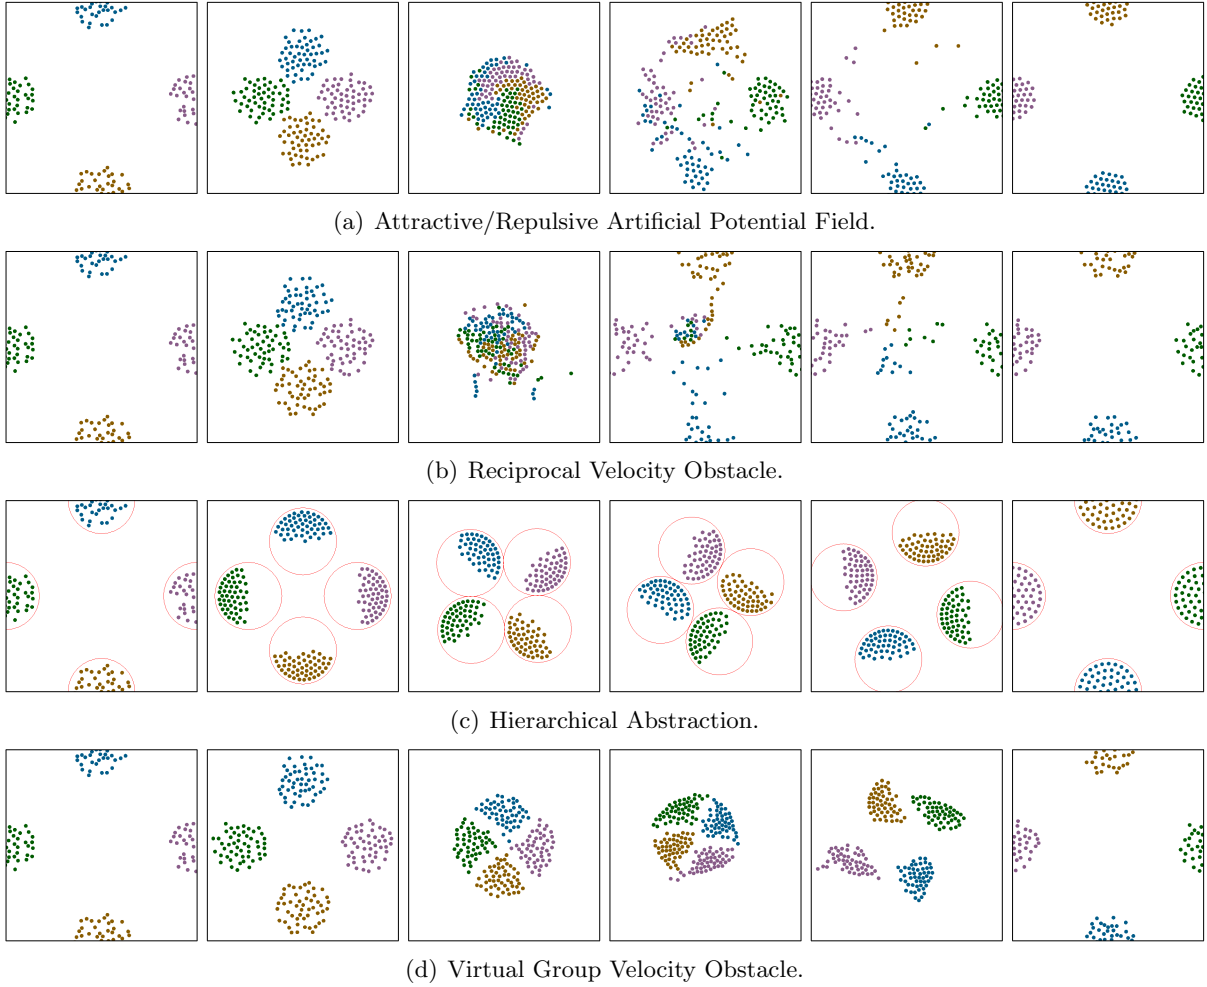 (a) Attractive/Repulsive Artificial Potential Field.
(b) Reciprocal Velocity Obstacle.
(c) Hierarchical Abstraction.
(d) Virtual Group Velocity Obstacle.